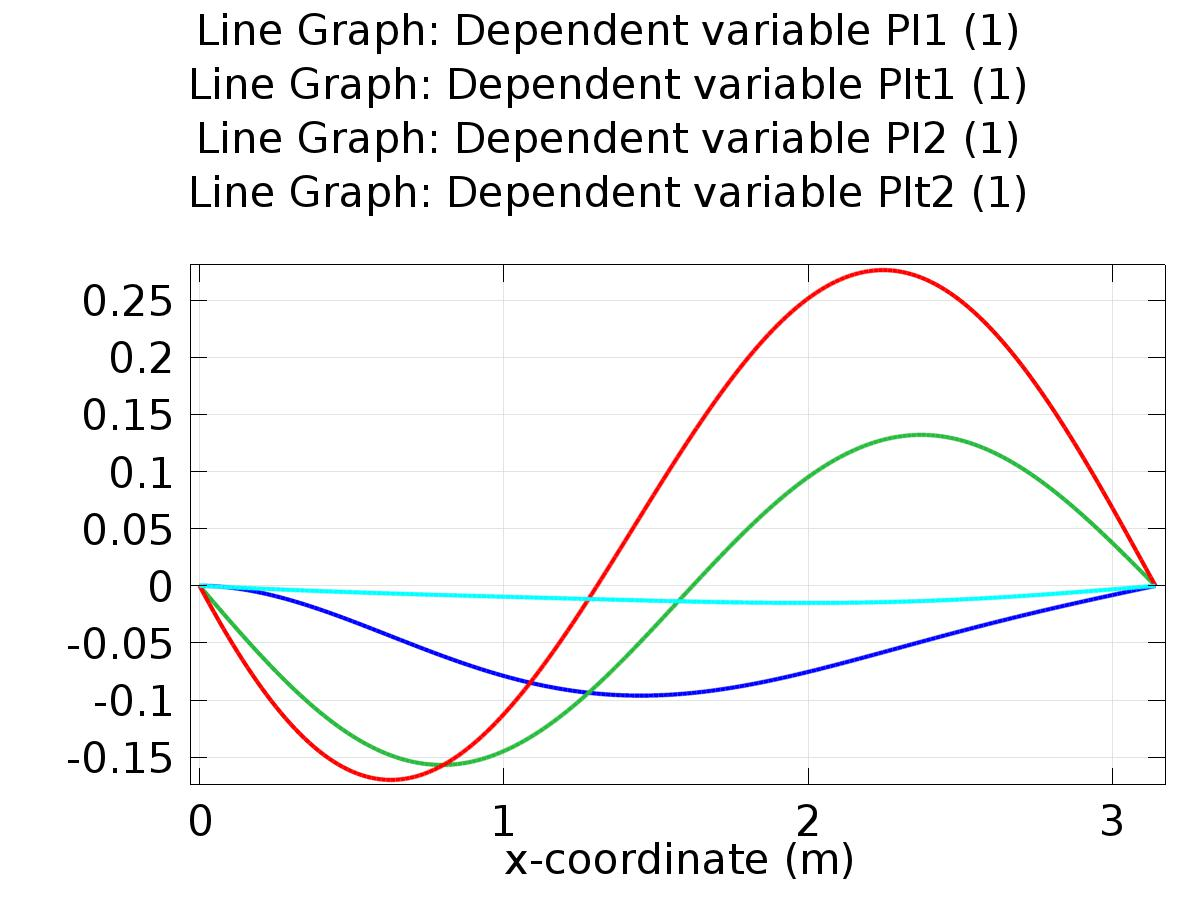 Line Graph: Dependent variable PI1 (1)
Line Graph: Dependent variable PIt1 (1)
Line Graph: Dependent variable PI2 (1)
Line Graph: Dependent variable PIt2 (1)
0.25
0.2
0.15
0.1
0.05
0
-0.05
-0.1
-0.15
0 1 2 3
x-coordinate (m)